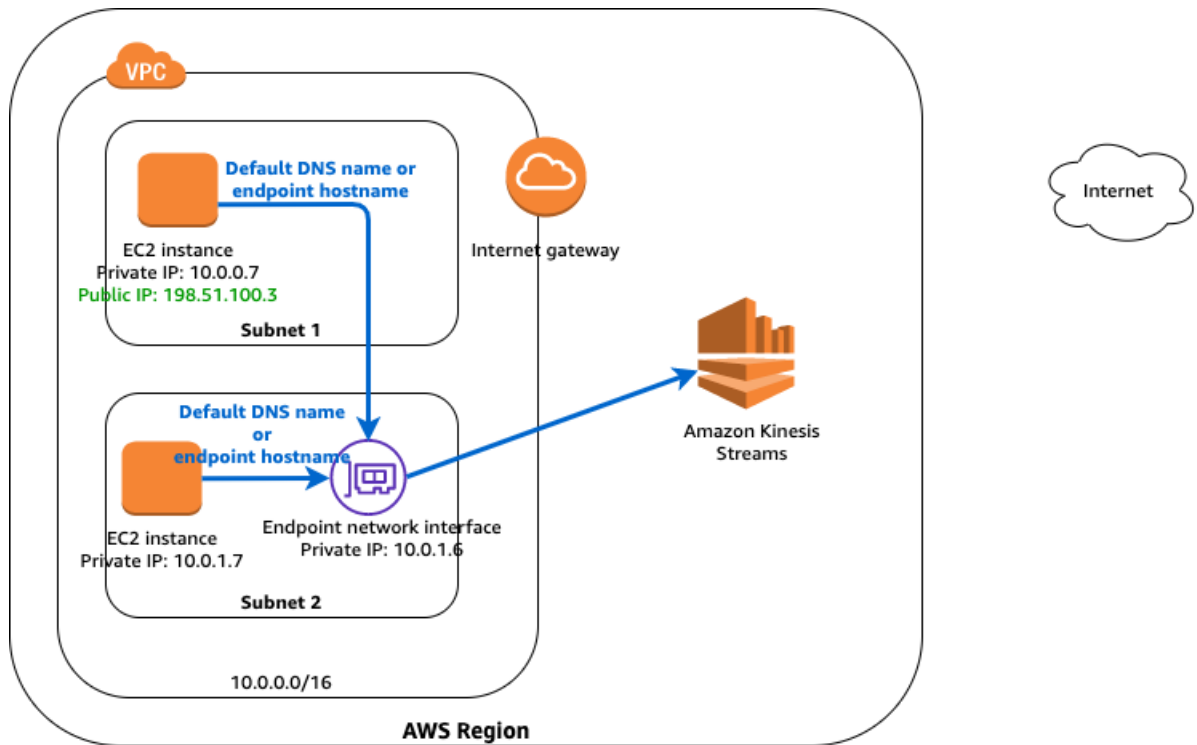 VPC
Default DNS name or
endpoint hostname
EC2 instance
Private IP: 10.0.0.7
Public IP: 198.51.100.3
Subnet 1
Internet gateway
Internet
Default DNS name
or
endpoint hostname
EC2 instance
Private IP: 10.0.1.7
Endpoint network interface
Private IP: 10.0.1.6
Subnet 2
Amazon Kinesis
Streams
10.0.0.0/16
AWS Region